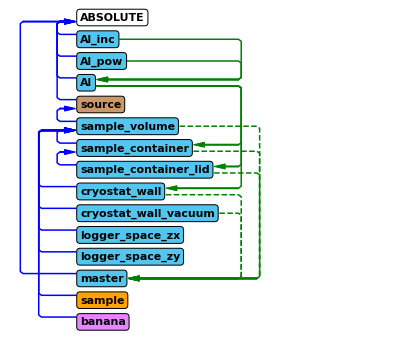 ABSOLUTE
Al_inc
Al_pow
Al
source
sample_volume
sample_container
sample_container_lid
cryostat_wall
cryostat_wall_vacuum
logger_space_zx
logger_space_zy
master
sample
banana